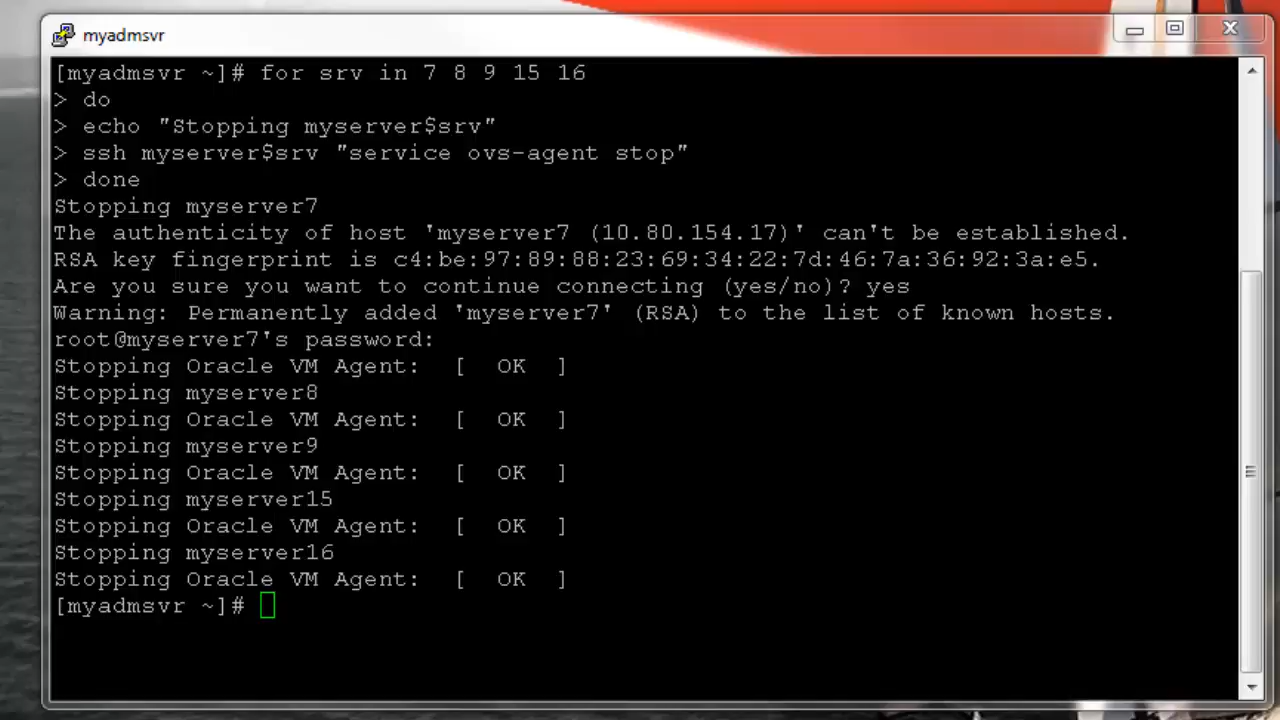 myadmsvr
[myadmsvr ~]# for srv in 7 8 9 15 16
> do
> echo "Stopping myserver$srv"
> ssh myserver$srv "service ovs-agent stop"
> done
Stopping myserver7
The authenticity of host 'myserver7 (10.80.154.17)' can't be established.
RSA key fingerprint is c4:be:97:89:88:23:69:34:22:7d:46:7a:36:92:3a:e5.
Are you sure you want to continue connecting (yes/no)? yes
Warning: Permanently added 'myserver7' (RSA) to the list of known hosts.
root@myserver7's password:
Stopping Oracle VM Agent:  [  OK  ]
Stopping myserver8
Stopping Oracle VM Agent:  [  OK  ]
Stopping myserver9
Stopping Oracle VM Agent:  [  OK  ]
Stopping myserver15
Stopping Oracle VM Agent:  [  OK  ]
Stopping myserver16
Stopping Oracle VM Agent:  [  OK  ]
[myadmsvr ~]#